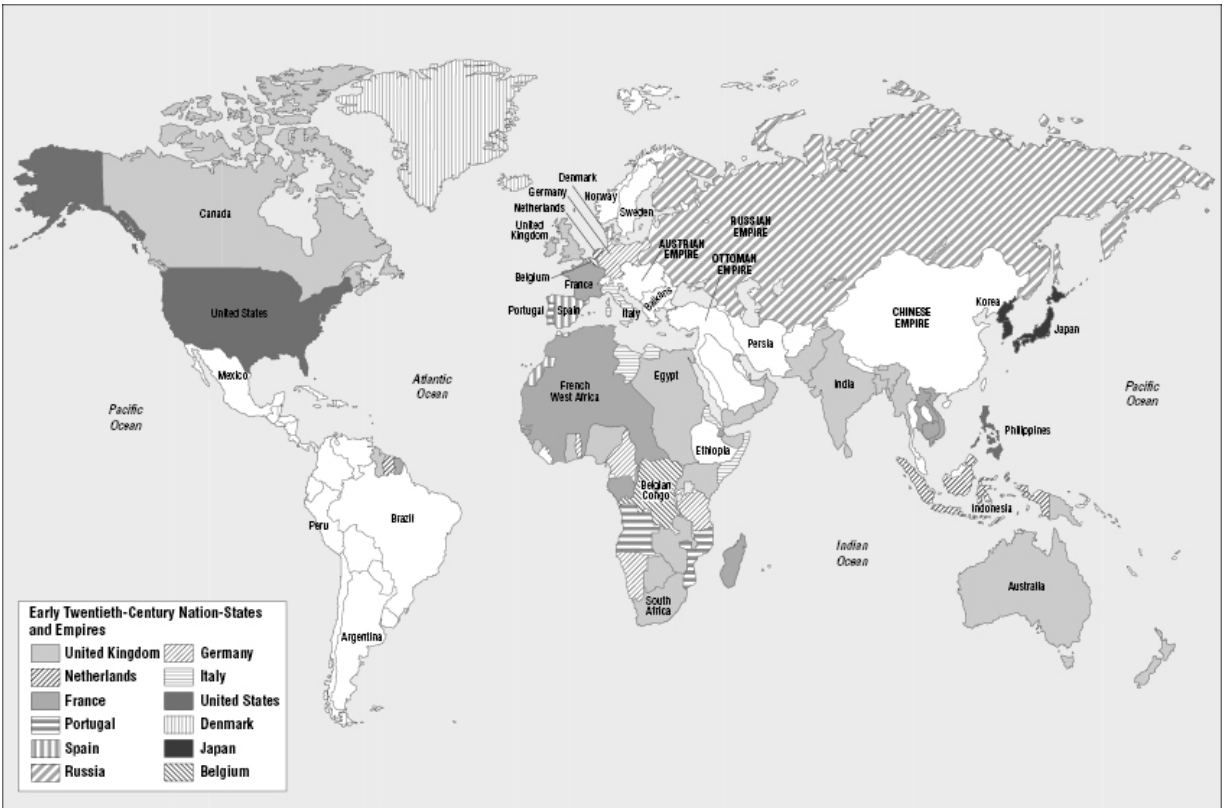 Canada
United States
Mexico
Pacific
Ocean
Atlantic
Ocean
Peru
Brazil
Argentina
Denmark
Germany
Netherlands
United
Kingdom
Belgium
Portugal
Norway
Sweden
France
Spain
Italy
Balkans
AUSTRIAN
EMPIRE
OTTOMAN
EMPIRE
RUSSIAN
EMPIRE
CHINESE
EMPIRE
Korea
Japan
Persia
India
Egypt
French
West Africa
Ethiopia
Belgian
Congo
South
Africa
Philippines
Indonesia
Indian
Ocean
Australia
Pacific
Ocean
Early Twentieth-Century Nation-States
and Empires
United Kingdom
Germany
Netherlands
Italy
France
United States
Portugal
Denmark
Spain
Japan
Russia
Belgium